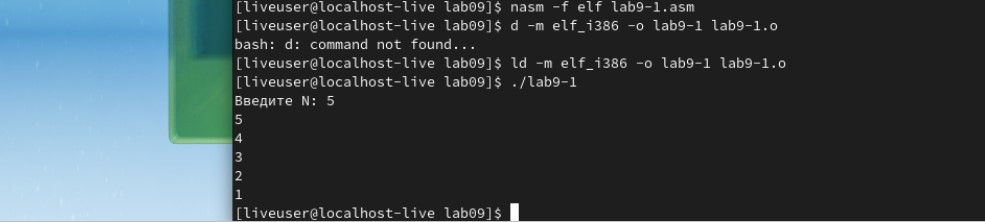 [liveuser@localhost-live lab09]$ nasm -f elf lab9-1.asm
[liveuser@localhost-live lab09]$ d -m elf_i386 -o lab9-1 lab9-1.o
bash: d: command not found...
[liveuser@localhost-live lab09]$ ld -m elf_i386 -o lab9-1 lab9-1.o
[liveuser@localhost-live lab09]$ ./lab9-1
Введите N: 5
5
4
3
2
1
[liveuser@localhost-live lab09]$